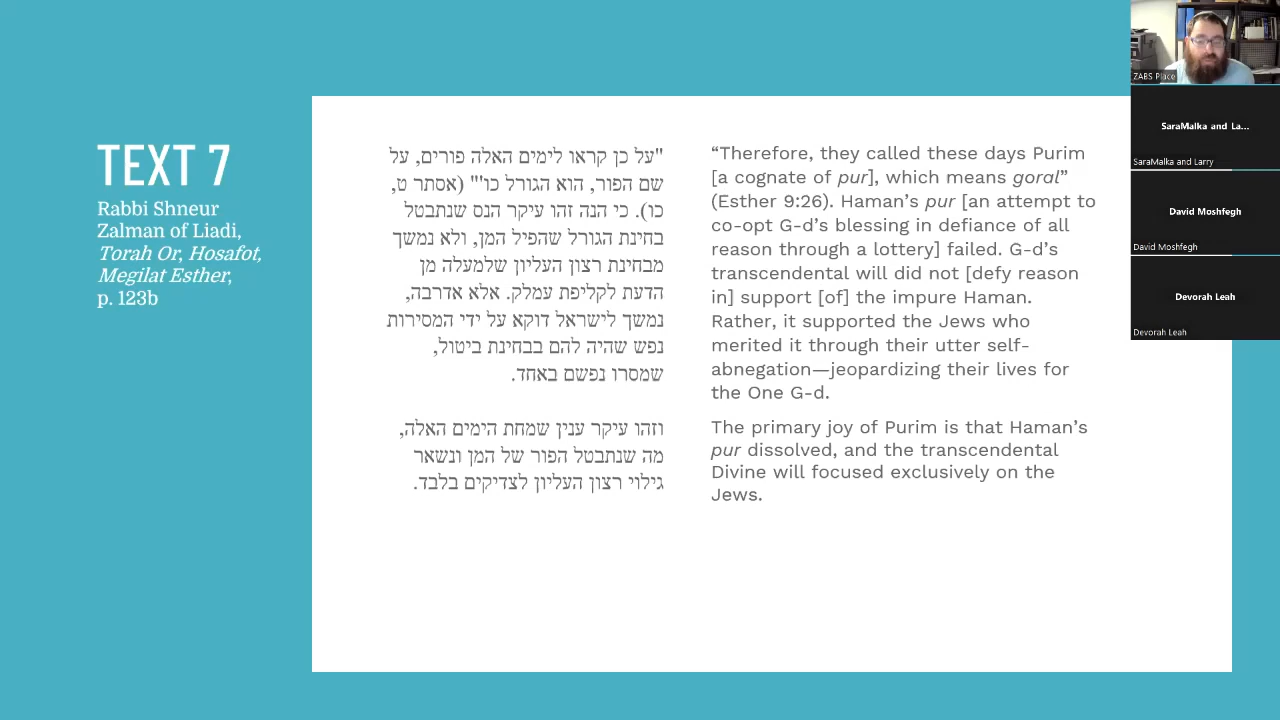 TEXT 7
Rabbi Shneur
Zalman of Liadi,
Torah Or, Hosafot,
Megilat Esther,
p. 123b
"על כן קראו לימים האלה פורים, על
שם הפור, הוא הגורל כו'" (אסתר ט,
כו). כי הנה זהו עיקר הנס שנתבטל
בחינת הגורל שהפיל המן, ולא נמשך
מבחינת רצון העליון שלמעלה מן
הדעת לקליפת עמלק. אלא אדרבה,
נמשך לישראל דוקא על ידי המסירות
נפש שהיה להם בבחינת ביטול,
שמסרו נפשם באחד.
וזהו עיקר ענין שמחת הימים האלה,
מה שנתבטל הפור של המן ונשאר
גילוי רצון העליון לצדיקים בלבד.
“Therefore, they called these days Purim
[a cognate of pur], which means goral”
(Esther 9:26). Haman’s pur [an attempt to
co-opt G-d’s blessing in defiance of all
reason through a lottery] failed. G-d’s
transcendental will did not [defy reason
in] support [of] the impure Haman.
Rather, it supported the Jews who
merited it through their utter self-
abnegation—jeopardizing their lives for
the One G-d.
The primary joy of Purim is that Haman’s
pur dissolved, and the transcendental
Divine will focused exclusively on the
Jews.
ZABS Place
SaraMalka and La...
SaraMalka and Larry
David Moshfegh
David Moshfegh
Devorah Leah
Devorah Leah